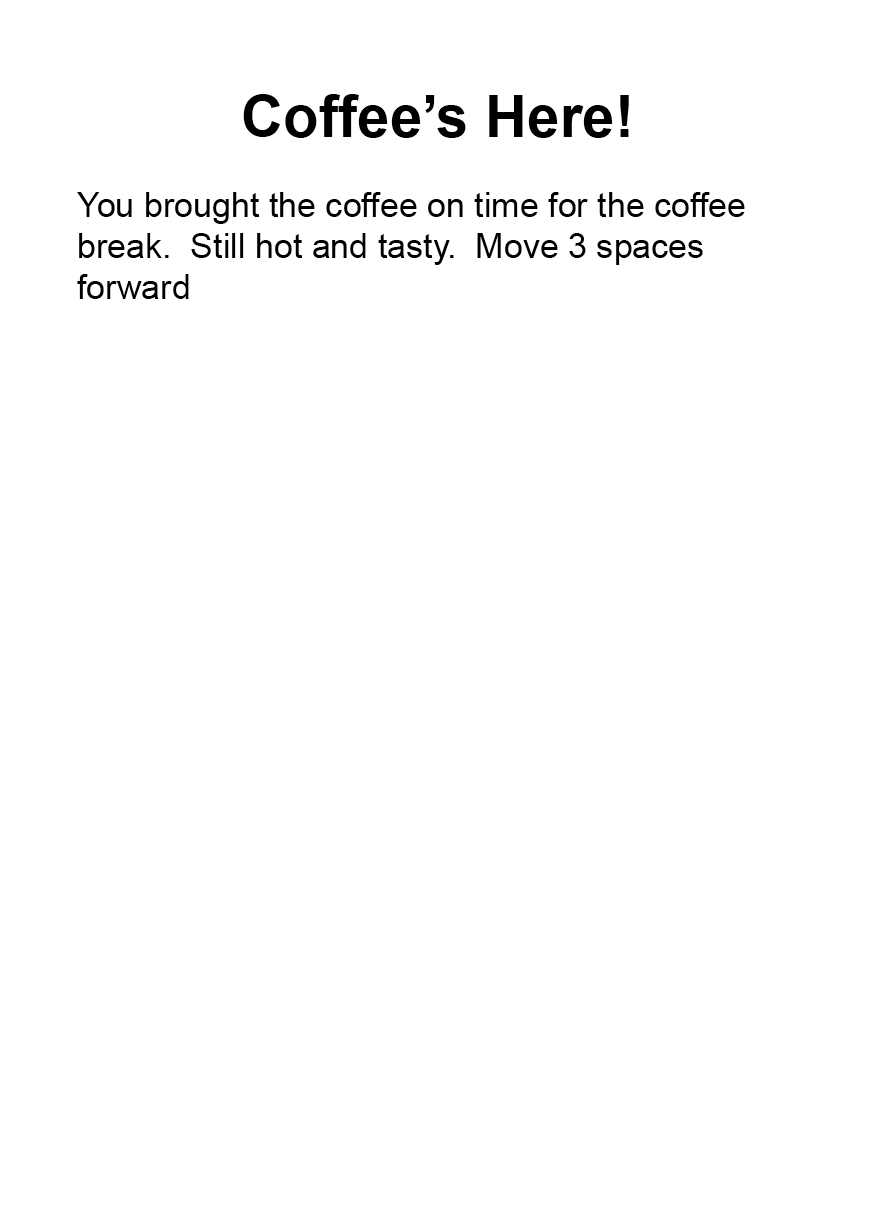 Coffee’s Here!
You brought the coffee on time for the coffee
break.  Still hot and tasty.  Move 3 spaces
forward